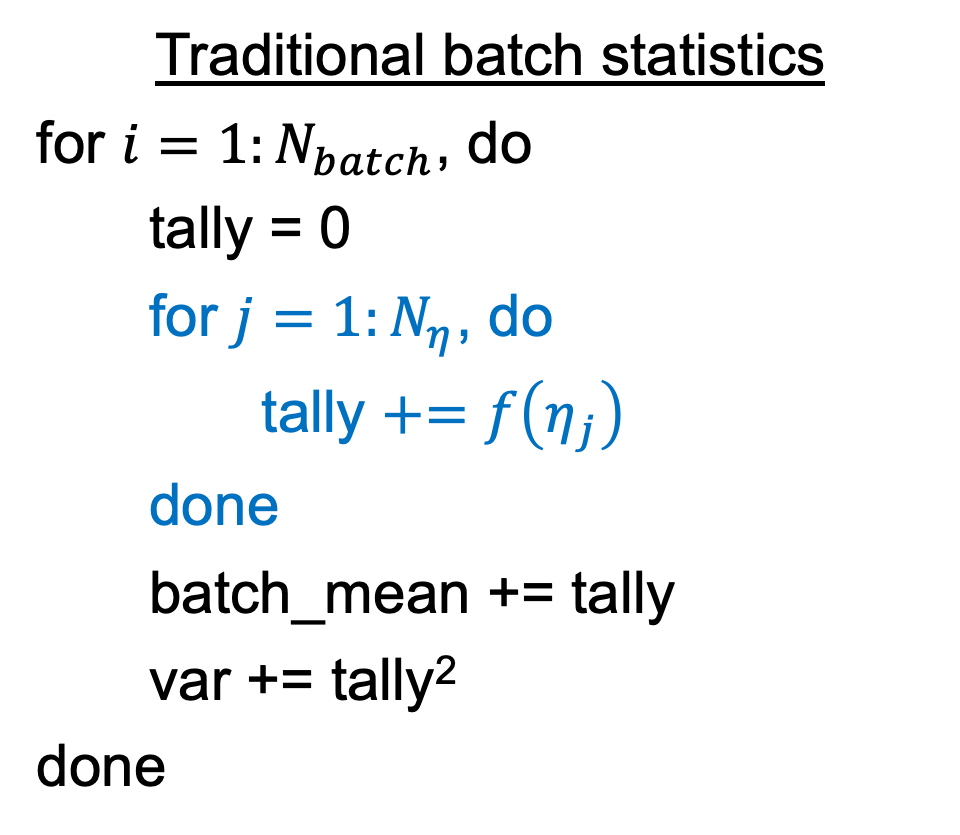 Traditional batch statistics
for 𝑖 = 1: 𝑁_𝑏𝑎𝑡𝑐ℎ, do
tally = 0
for 𝑗 = 1: 𝑁_𝜂, do
tally += 𝑓(𝜂_𝑗)
done
batch_mean += tally
var += tally²
done